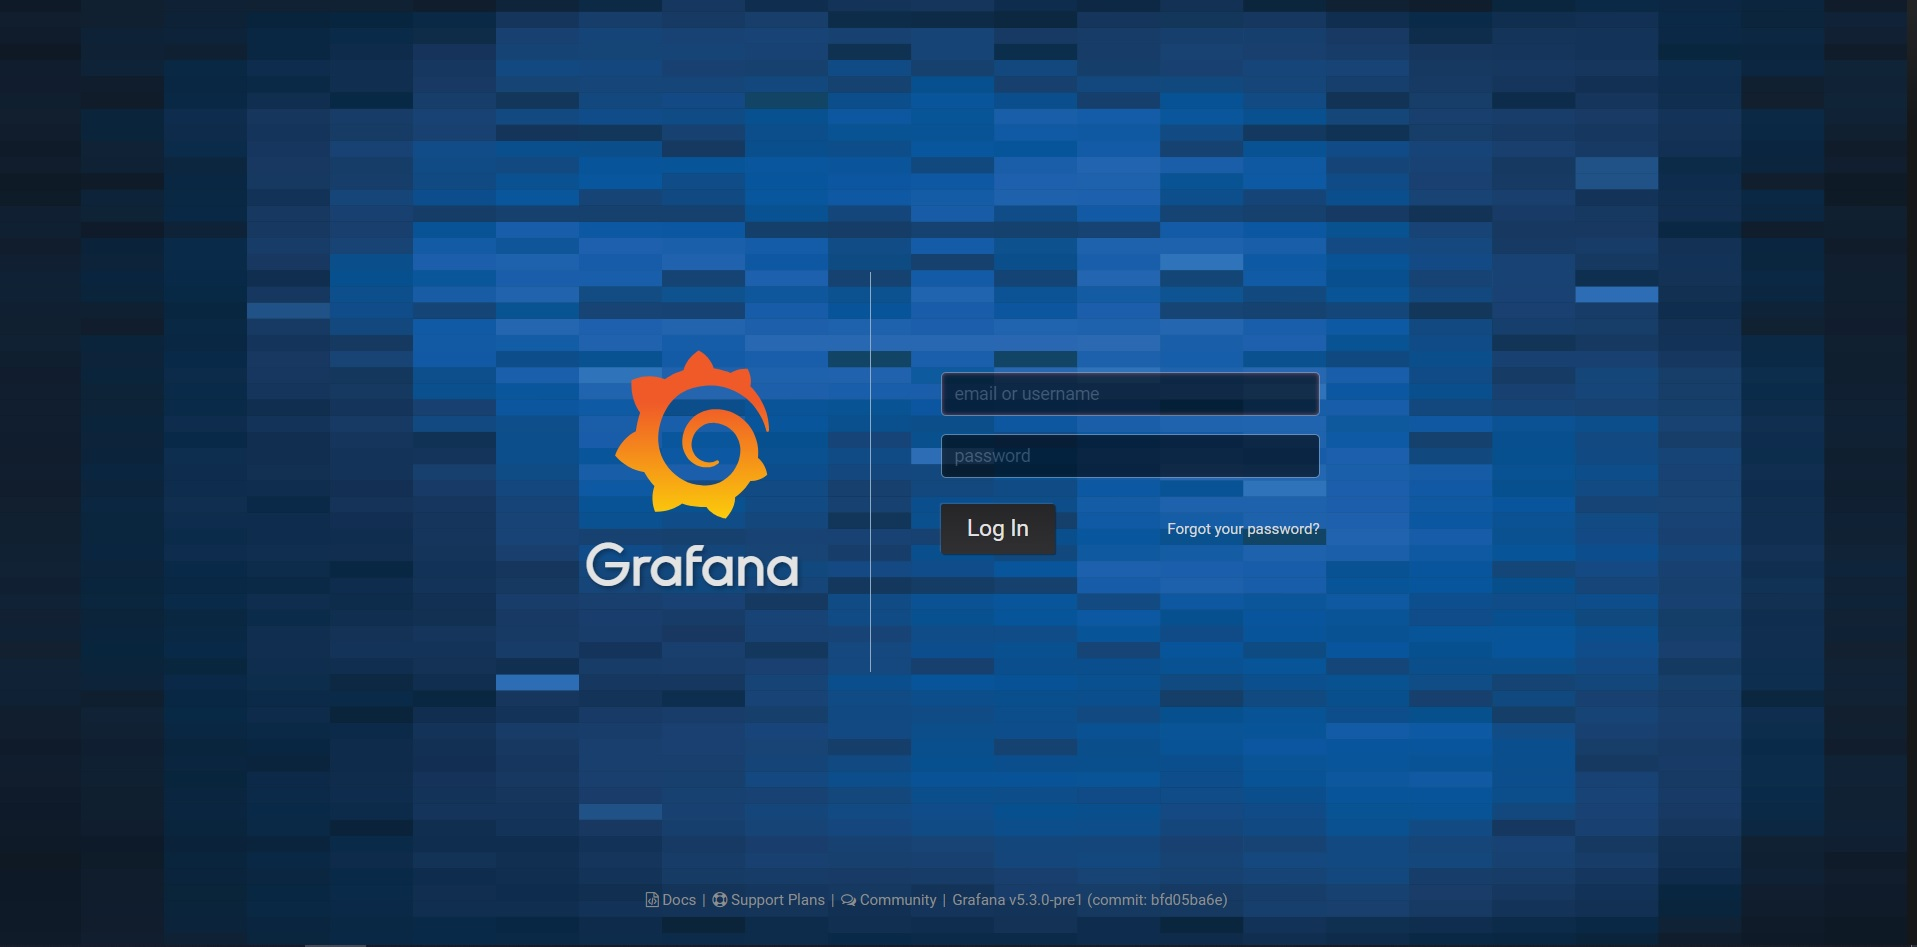 Grafana
email or username
password
Log In
Forgot your password?
Docs | Support Plans | Community | Grafana v5.3.0-pre1 (commit: bfd05ba6e)